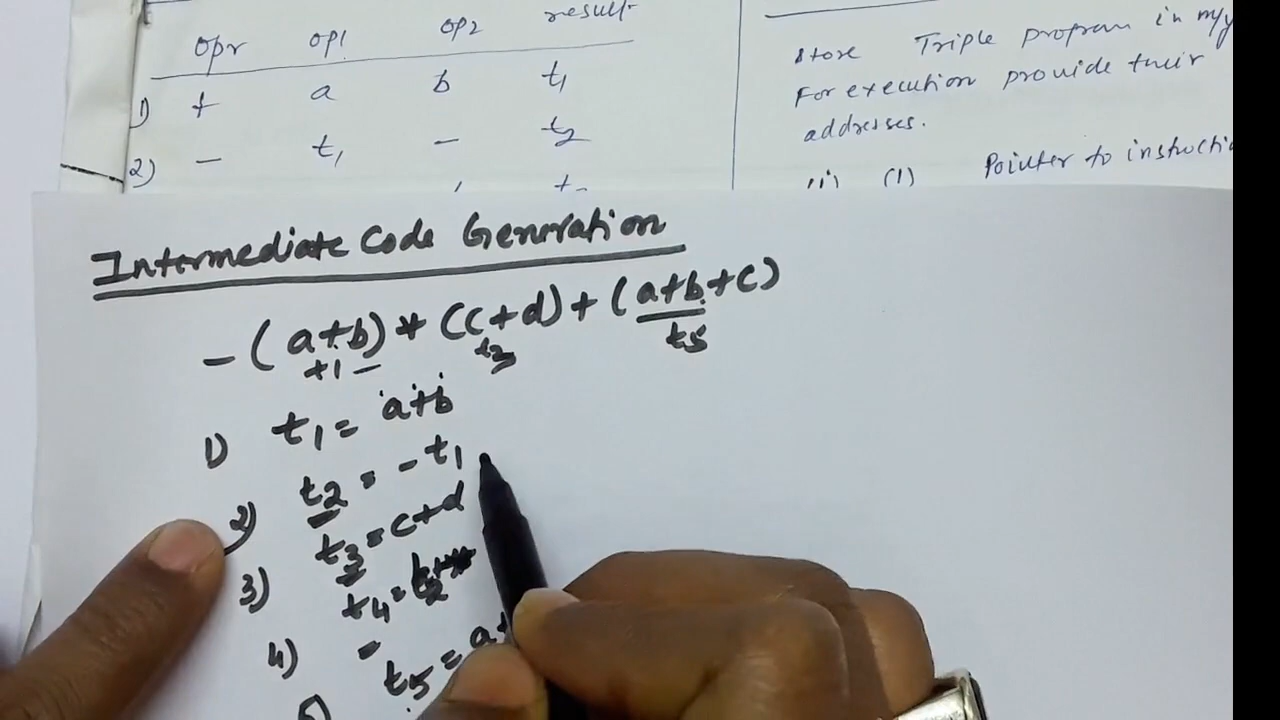 opr op1 op2 result
1) + a b t1
2) - t1 - t2
store Triple program in m/y
For execution provide their
addresses.
(1) Pointer to
Intermediate Code Generation
-(a+b) * (c+d) + (a+b+c)
t1 t3 t5
1) t1 = a+b
2) t2 = -t1
3) t3 = c+d
4) t4 = t2
5) t5 = a+